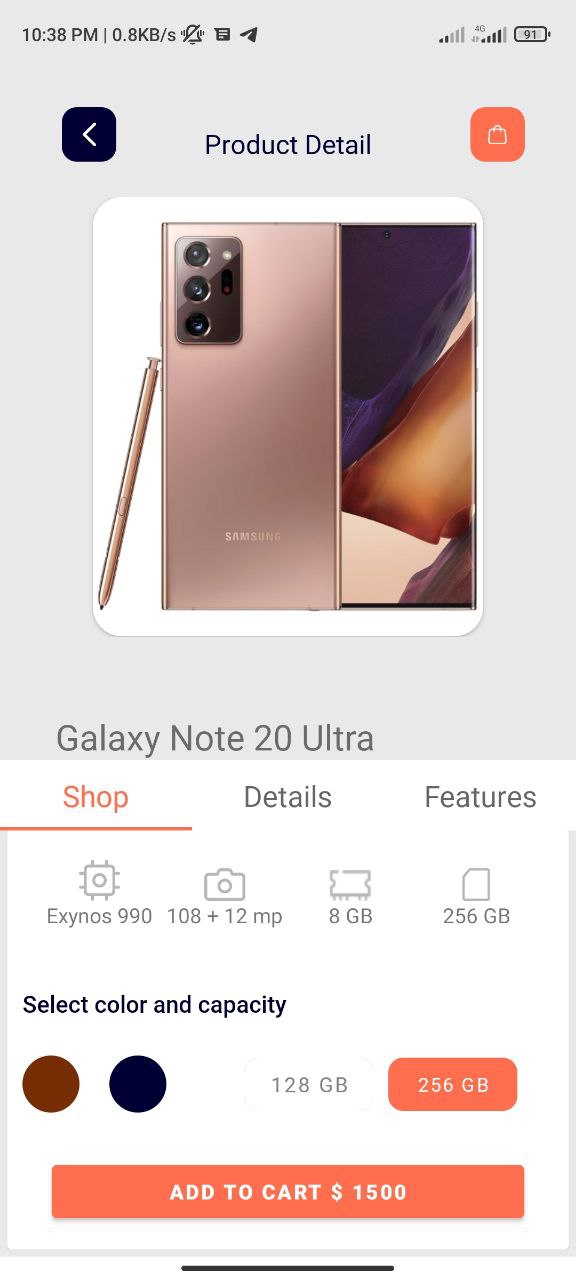 10:38 PM | 0.8KB/s 4G 91
Product Detail
SAMSUNG
Galaxy Note 20 Ultra
Shop Details Features
Exynos 990 108 + 12 mp 8 GB 256 GB
Select color and capacity
128 GB 256 GB
ADD TO CART $ 1500